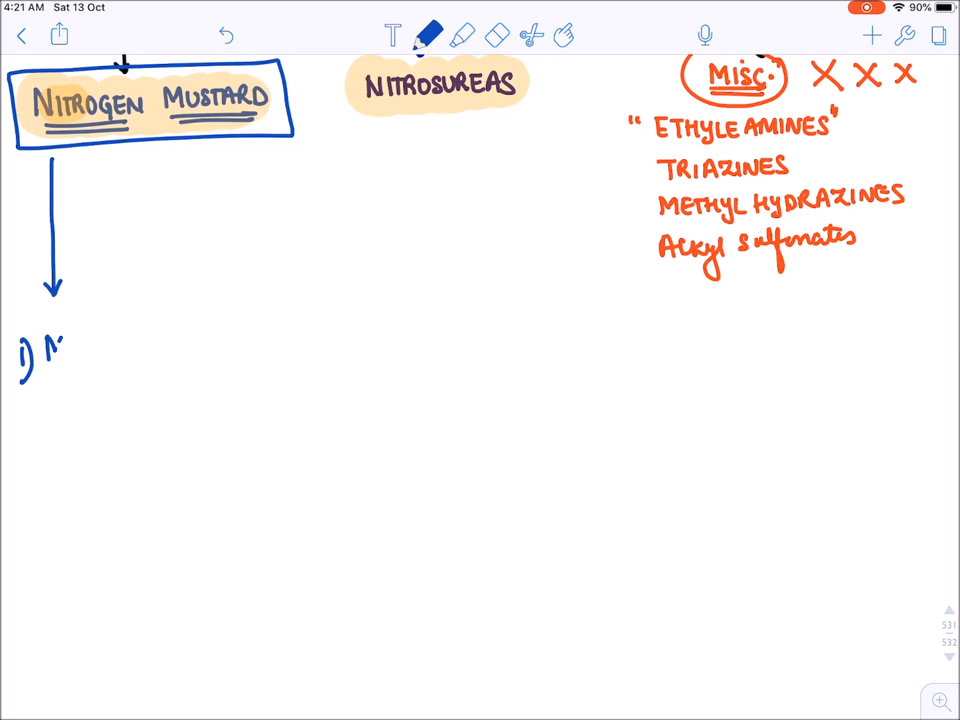 4:21 AM Sat 13 Oct
90%
T
NITROGEN MUSTARD
NITROSUREAS
MISC. X X X
"ETHYLEAMINES"
TRIAZINES
METHYL HYDRAZINES
Alkyl Sulfonates
1) N
531
532